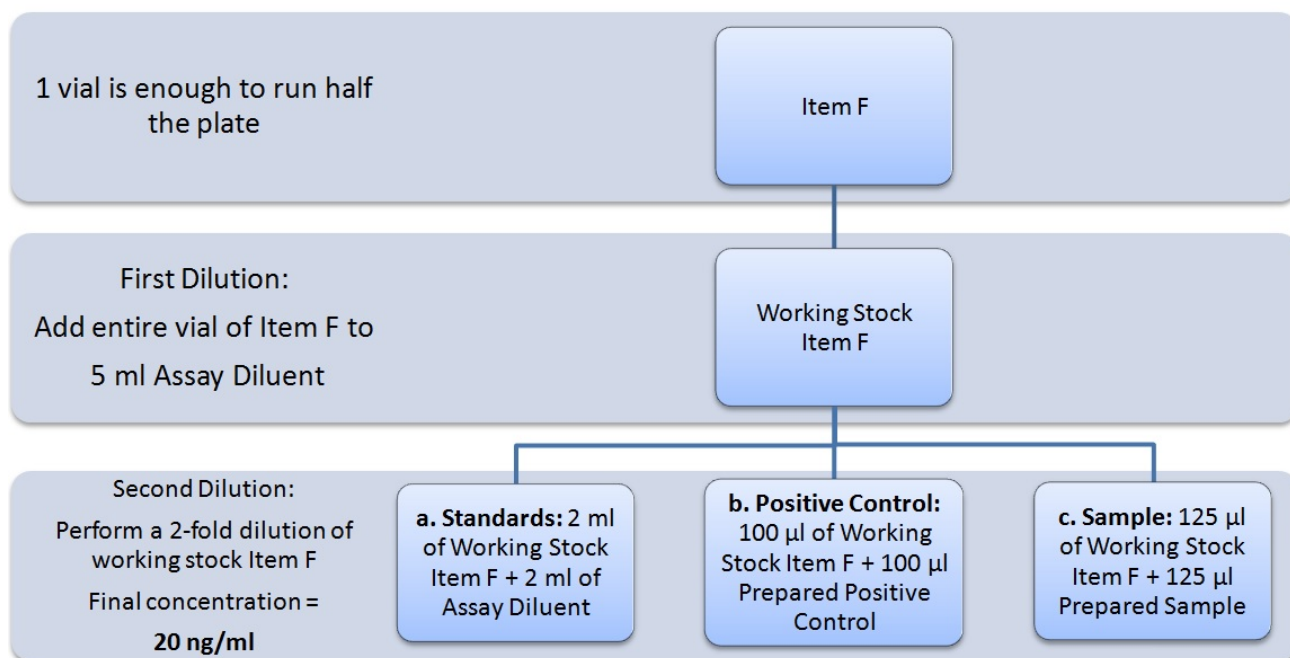 1 vial is enough to run half
the plate
Item F
First Dilution:
Add entire vial of Item F to
5 ml Assay Diluent
Working Stock
Item F
Second Dilution:
Perform a 2-fold dilution of
working stock Item F
Final concentration =
20 ng/ml
a. Standards: 2 ml
of Working Stock
Item F + 2 ml of
Assay Diluent
b. Positive Control:
100 µl of Working
Stock Item F + 100 µl
Prepared Positive
Control
c. Sample: 125 µl
of Working Stock
Item F + 125 µl
Prepared Sample